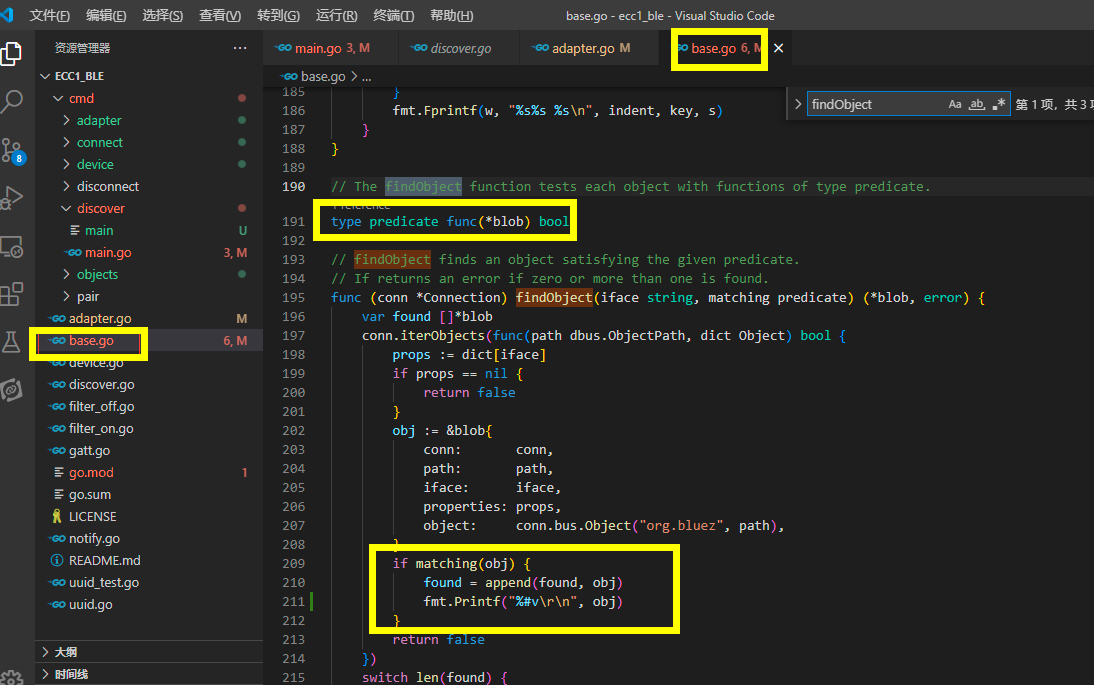 文件(F) 编辑(E) 选择(S) 查看(V) 转到(G) 运行(R) 终端(T) 帮助(H) base.go - ecc1_ble - Visual Studio Code
资源管理器 ···
main.go 3, M discover.go adapter.go M base.go 6, M ×
ECC1_BLE
cmd
adapter
connect
device
disconnect
discover
main U
main.go 3, M
objects
pair
adapter.go M
base.go 6, M
device.go
discover.go
filter_off.go
filter_on.go
gatt.go
go.mod 1
go.sum
LICENSE
notify.go
README.md
uuid_test.go
uuid.go
大纲
时间线
8
base.go > ...
findObject Aa ab .* 第 1 项, 共 3 项
185 }
186 fmt.Fprintf(w, "%s%s %s\n", indent, key, s)
187 }
188 }
189
190 // The findObject function tests each object with functions of type predicate.
1 reference
191 type predicate func(*blob) bool
192
193 // findObject finds an object satisfying the given predicate.
194 // If returns an error if zero or more than one is found.
195 func (conn *Connection) findObject(iface string, matching predicate) (*blob, error) {
196 var found []*blob
197 conn.iterObjects(func(path dbus.ObjectPath, dict Object) bool {
198 props := dict[iface]
199 if props == nil {
200 return false
201 }
202 obj := &blob{
203 conn: conn,
204 path: path,
205 iface: iface,
206 properties: props,
207 object: conn.bus.Object("org.bluez", path),
208 }
209 if matching(obj) {
210 found = append(found, obj)
211 fmt.Printf("%#v\r\n", obj)
212 }
213 return false
214 })
215 switch len(found) {